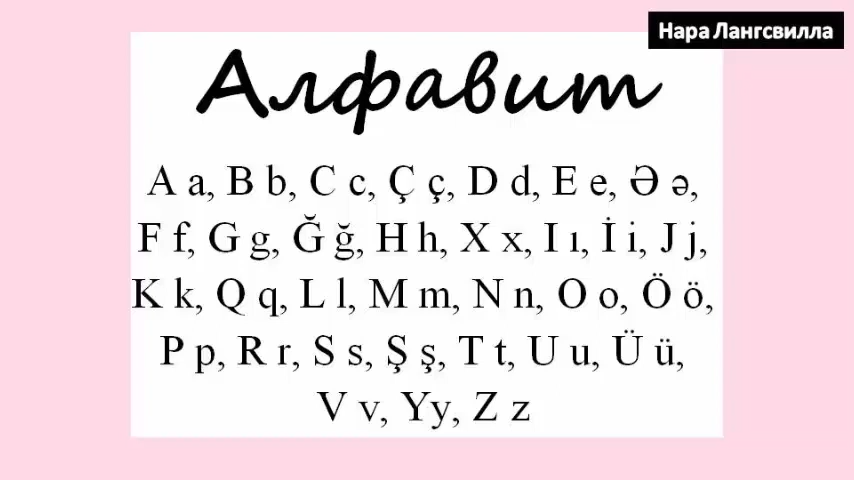 Нара Лангсвилла
Алфавит
A a, B b, C c, Ç ç, D d, E e, Ə ə,
F f, G g, Ğ ğ, H h, X x, I ı, İ i, J j,
K k, Q q, L l, M m, N n, O o, Ö ö,
P p, R r, S s, Ş ş, T t, U u, Ü ü,
V v, Yy, Z z